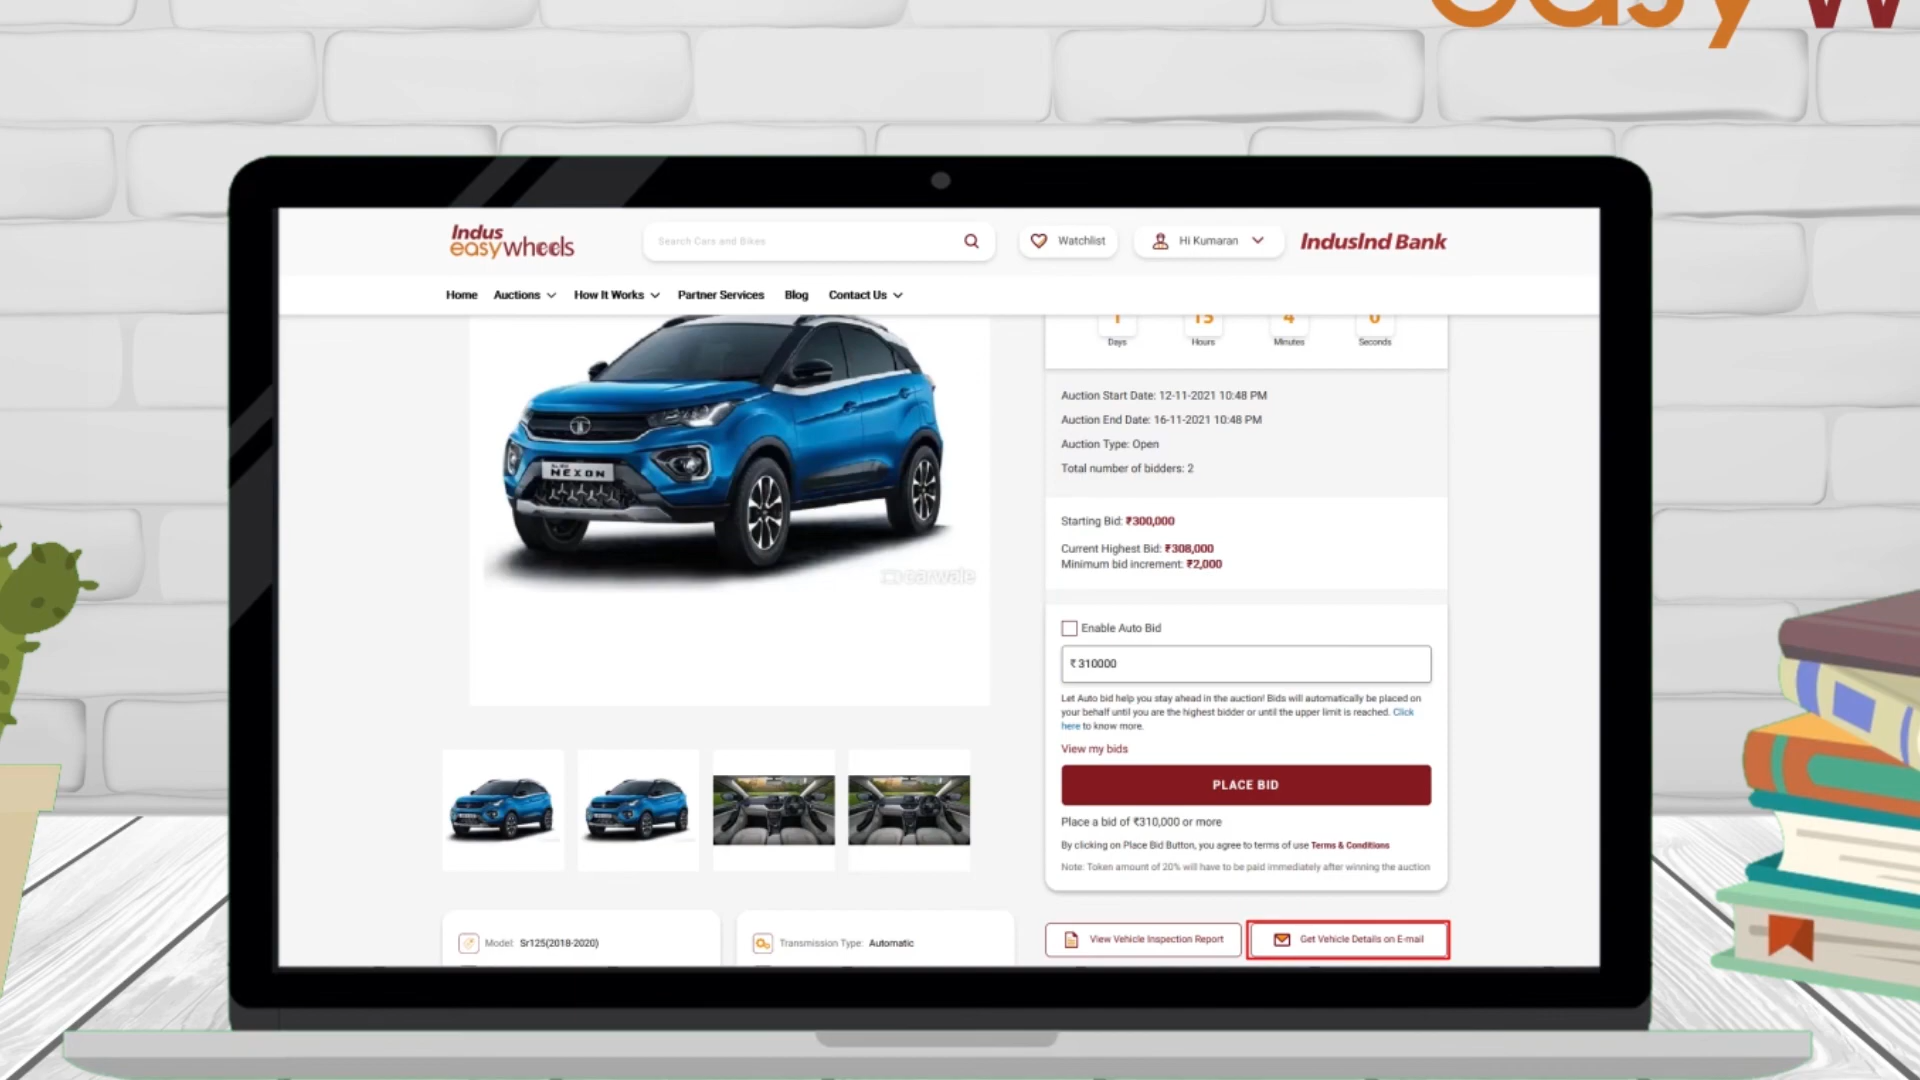 easy w
Indus
easywheels
Search Cars and Bikes
Watchlist
Hi Kumaran
IndusInd Bank
Home
Auctions
How It Works
Partner Services
Blog
Contact Us
1
15
4
Days
Hours
Minutes
Seconds
NEXON
carwale
Auction Start Date: 12-11-2021 10:48 PM
Auction End Date: 16-11-2021 10:48 PM
Auction Type: Open
Total number of bidders: 2
Starting Bid: ₹300,000
Current Highest Bid: ₹308,000
Minimum bid increment: ₹2,000
Enable Auto Bid
₹ 310000
Let Auto bid help you stay ahead in the auction! Bids will automatically be placed on
your behalf until you are the highest bidder or until the upper limit is reached. Click
here to know more.
View my bids
PLACE BID
Place a bid of ₹310,000 or more
By clicking on Place Bid Button, you agree to terms of use Terms & Conditions
Note: Token amount of 20% will have to be paid immediately after winning the auction
Model: Sr125(2018-2020)
Transmission Type: Automatic
View Vehicle Inspection Report
Get Vehicle Details on E-mail